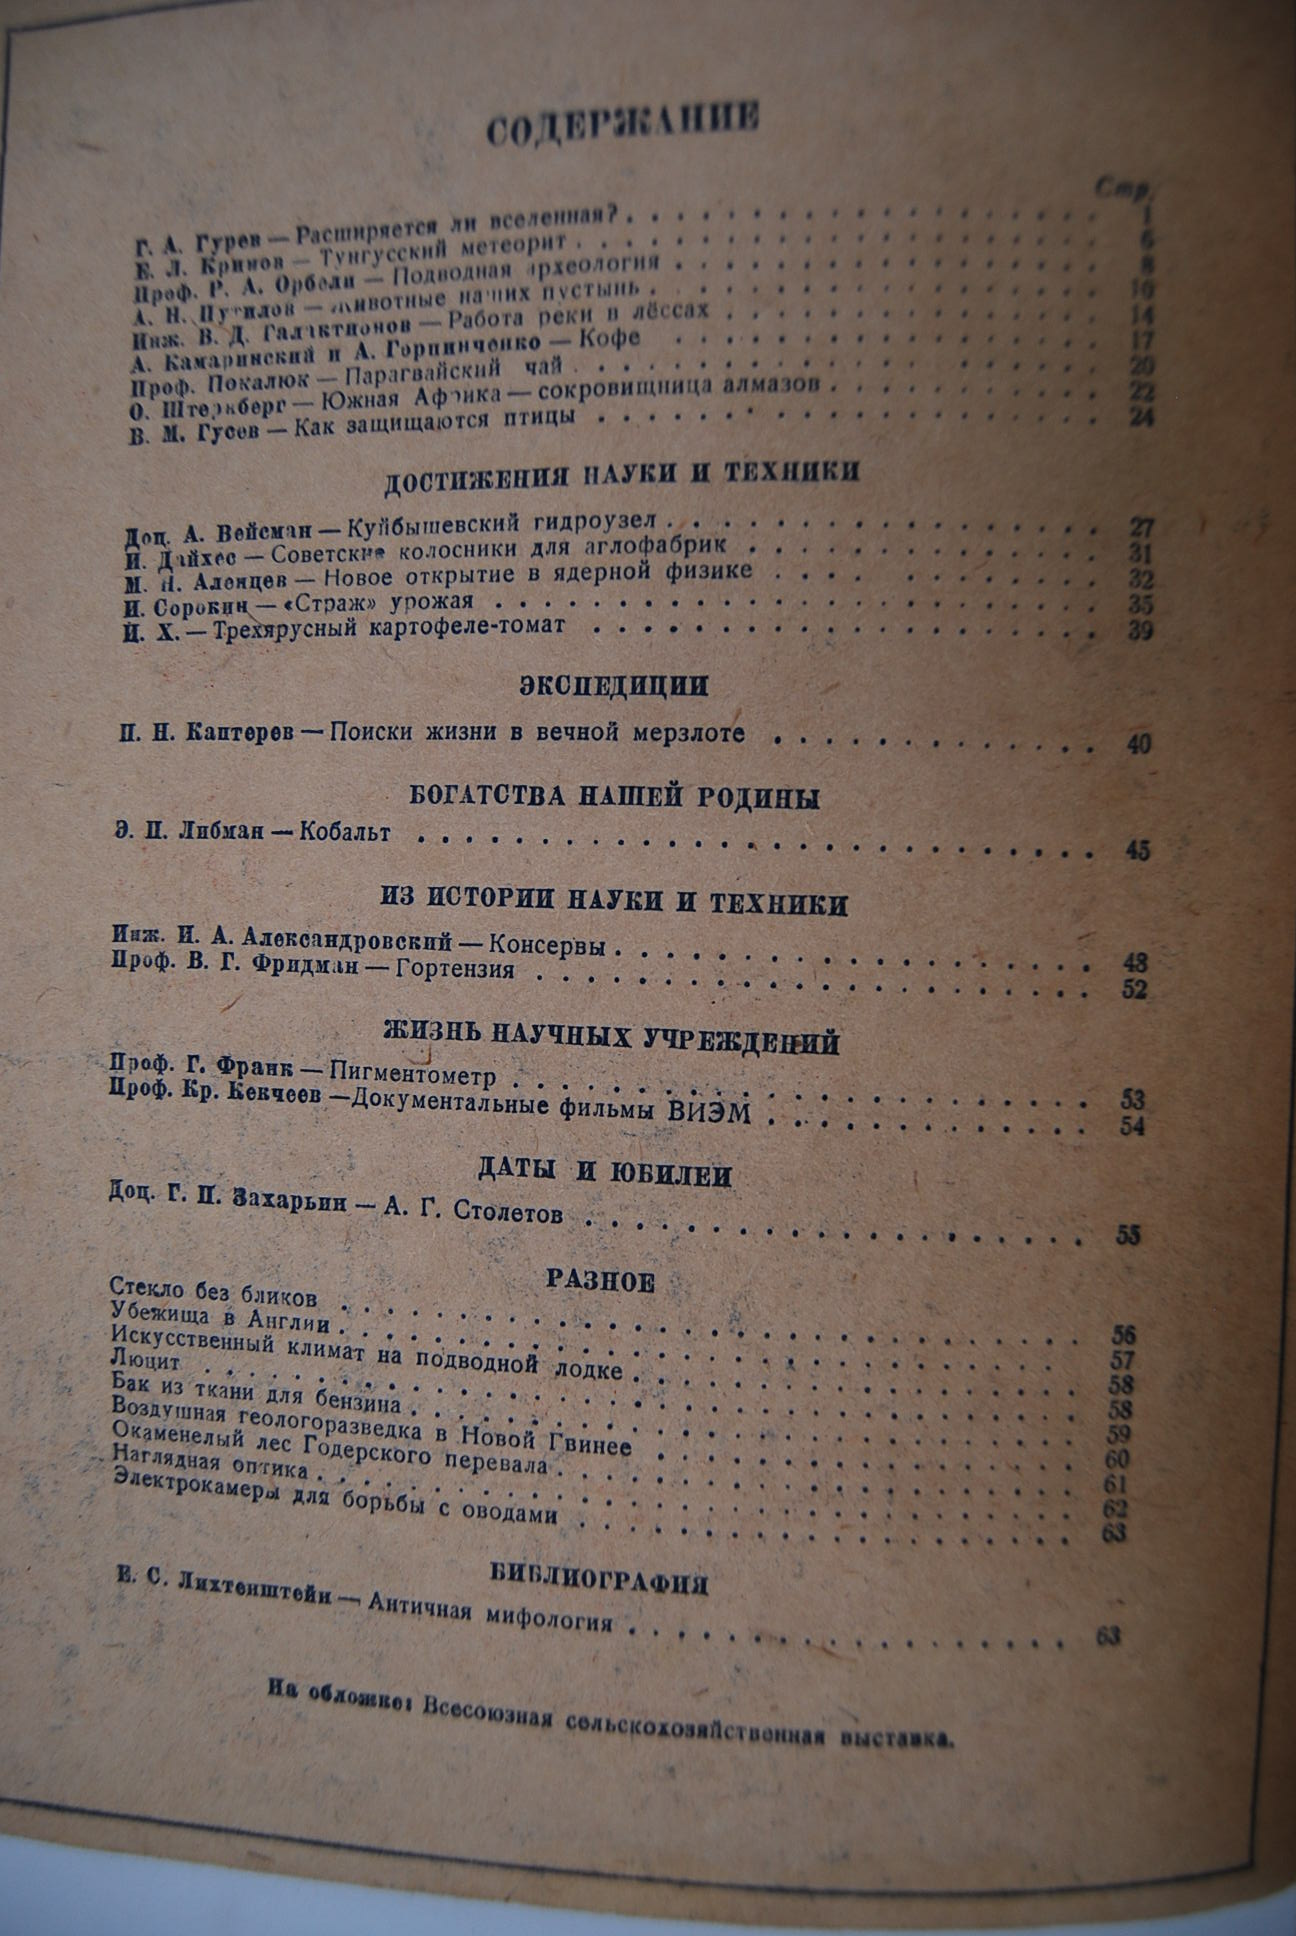 СОДЕРЖАНИЕ
Стр.
Г. А. Гурев — Расширяется ли вселенная? . . . . . . . . . . . . . . . . . . . 1
Е. Л. Кринов — Тунгусский метеорит . . . . . . . . . . . . . . . . . . . . . 6
Проф. Р. А. Орбели — Подводная археология . . . . . . . . . . . . . . . . . 8
А. Н. Путилов — Животные наших пустынь . . . . . . . . . . . . . . . . . . 10
Инж. В. Д. Галактионов — Работа реки в лёссах . . . . . . . . . . . . . . . 14
А. Камаринский и А. Горпинченко — Кофе . . . . . . . . . . . . . . . . . 17
Проф. Покалюк — Парагвайский чай . . . . . . . . . . . . . . . . . . . . . 20
О. Штернберг — Южная Африка — сокровищница алмазов . . . . . . . . . . . 22
В. М. Гусев — Как защищаются птицы . . . . . . . . . . . . . . . . . . . . 24
ДОСТИЖЕНИЯ НАУКИ И ТЕХНИКИ
Доц. А. Вейсман — Куйбышевский гидроузел . . . . . . . . . . . . . . . . . 27
И. Дайхес — Советские колосники для аглофабрик . . . . . . . . . . . . . . 31
М. Н. Аленцев — Новое открытие в ядерной физике . . . . . . . . . . . . 32
И. Сорокин — «Страж» урожая . . . . . . . . . . . . . . . . . . . . . . . . 35
И. Х. — Трехярусный картофеле-томат . . . . . . . . . . . . . . . . . . . . 39
ЭКСПЕДИЦИИ
П. Н. Каптерев — Поиски жизни в вечной мерзлоте . . . . . . . . . . . . . 40
БОГАТСТВА НАШЕЙ РОДИНЫ
Э. П. Либман — Кобальт . . . . . . . . . . . . . . . . . . . . . . . . . . . 45
ИЗ ИСТОРИИ НАУКИ И ТЕХНИКИ
Инж. И. А. Александровский — Консервы . . . . . . . . . . . . . . . . . . . 48
Проф. В. Г. Фридман — Гортензия . . . . . . . . . . . . . . . . . . . . . . 52
ЖИЗНЬ НАУЧНЫХ УЧРЕЖДЕНИЙ
Проф. Г. Франк — Пигментометр . . . . . . . . . . . . . . . . . . . . . . . 53
Проф. Кр. Кекчеев — Документальные фильмы ВИЭМ . . . . . . . . . . . . . 54
ДАТЫ И ЮБИЛЕИ
Доц. Г. П. Захарьин — А. Г. Столетов . . . . . . . . . . . . . . . . . . . . 55
РАЗНОЕ
Стекло без бликов . . . . . . . . . . . . . . . . . . . . . . . . . . . . . 56
Убежища в Англии . . . . . . . . . . . . . . . . . . . . . . . . . . . . 57
Искусственный климат на подводной лодке . . . . . . . . . . . . . . . . . . 58
Люцит . . . . . . . . . . . . . . . . . . . . . . . . . . . . . . . . . . 58
Бак из ткани для бензина . . . . . . . . . . . . . . . . . . . . . . . . . . 59
Воздушная геологоразведка в Новой Гвинее . . . . . . . . . . . . . . . . . 60
Окаменелый лес Годерского перевала . . . . . . . . . . . . . . . . . . . . 61
Наглядная оптика . . . . . . . . . . . . . . . . . . . . . . . . . . . . . 62
Электрокамеры для борьбы с оводами . . . . . . . . . . . . . . . . . . . . 63
БИБЛИОГРАФИЯ
Е. С. Лихтенштейн — Античная мифология . . . . . . . . . . . . . . . . . . 63
На обложке: Всесоюзная сельскохозяйственная выставка.